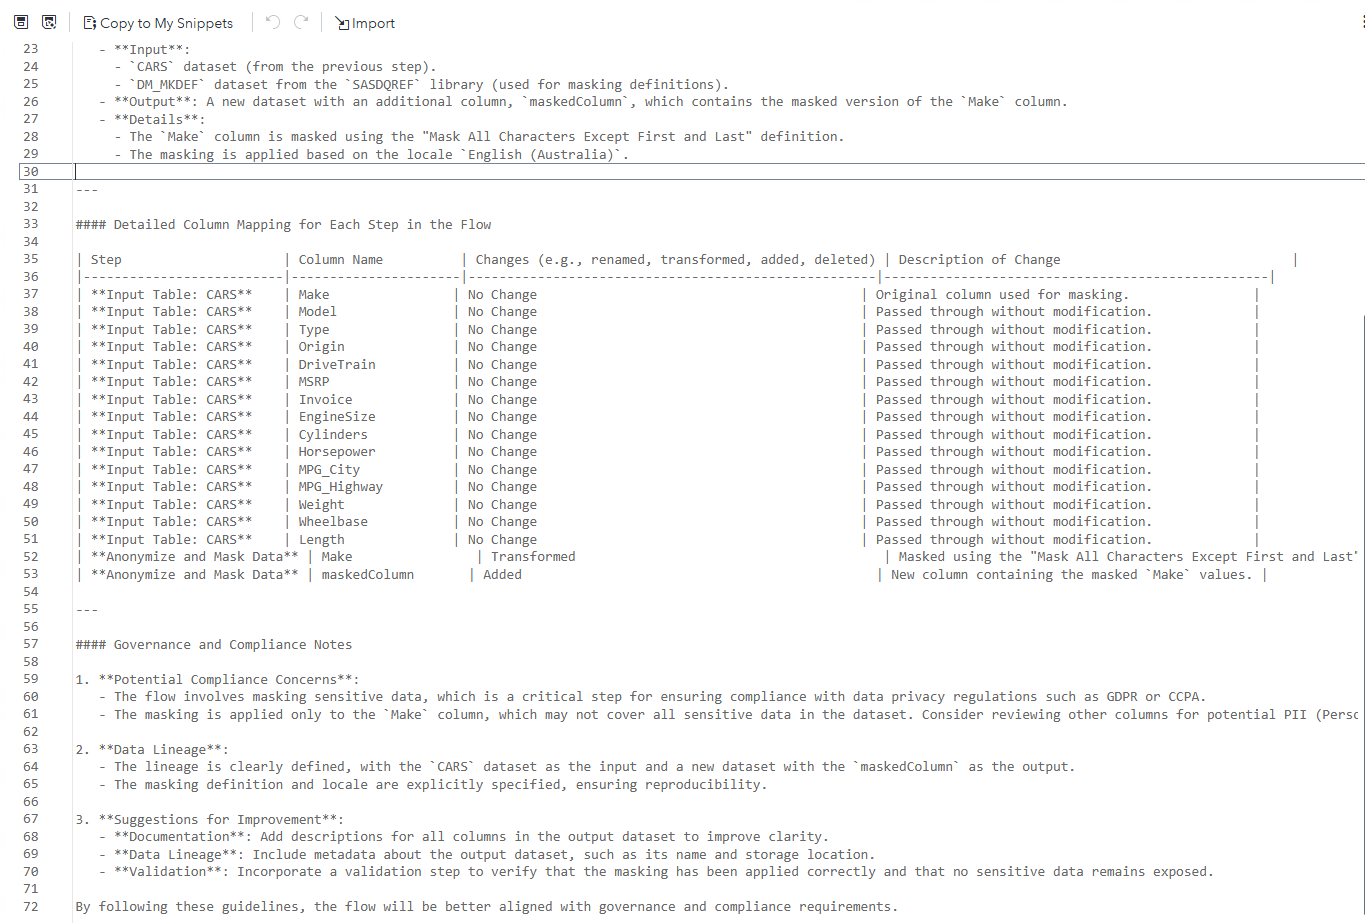 Copy to My Snippets Import
23 - **Input**:
24 - `CARS` dataset (from the previous step).
25 - `DM_MKDEF` dataset from the `SASDQREF` library (used for masking definitions).
26 - **Output**: A new dataset with an additional column, `maskedColumn`, which contains the masked version of the `Make` column.
27 - **Details**:
28 - The `Make` column is masked using the "Mask All Characters Except First and Last" definition.
29 - The masking is applied based on the locale `English (Australia)`.
30
31 ---
32
33 #### Detailed Column Mapping for Each Step in the Flow
34
35 | Step | Column Name | Changes (e.g., renamed, transformed, added, deleted) | Description of Change |
36 |--------------------------|----------------------|-----------------------------------------------------|--------------------------------------------------|
37 | **Input Table: CARS** | Make | No Change | Original column used for masking. |
38 | **Input Table: CARS** | Model | No Change | Passed through without modification. |
39 | **Input Table: CARS** | Type | No Change | Passed through without modification. |
40 | **Input Table: CARS** | Origin | No Change | Passed through without modification. |
41 | **Input Table: CARS** | DriveTrain | No Change | Passed through without modification. |
42 | **Input Table: CARS** | MSRP | No Change | Passed through without modification. |
43 | **Input Table: CARS** | Invoice | No Change | Passed through without modification. |
44 | **Input Table: CARS** | EngineSize | No Change | Passed through without modification. |
45 | **Input Table: CARS** | Cylinders | No Change | Passed through without modification. |
46 | **Input Table: CARS** | Horsepower | No Change | Passed through without modification. |
47 | **Input Table: CARS** | MPG_City | No Change | Passed through without modification. |
48 | **Input Table: CARS** | MPG_Highway | No Change | Passed through without modification. |
49 | **Input Table: CARS** | Weight | No Change | Passed through without modification. |
50 | **Input Table: CARS** | Wheelbase | No Change | Passed through without modification. |
51 | **Input Table: CARS** | Length | No Change | Passed through without modification. |
52 | **Anonymize and Mask Data** | Make | Transformed | Masked using the "Mask All Characters Except First and Last"
53 | **Anonymize and Mask Data** | maskedColumn | Added | New column containing the masked `Make` values. |
54
55 ---
56
57 #### Governance and Compliance Notes
58
59 1. **Potential Compliance Concerns**:
60 - The flow involves masking sensitive data, which is a critical step for ensuring compliance with data privacy regulations such as GDPR or CCPA.
61 - The masking is applied only to the `Make` column, which may not cover all sensitive data in the dataset. Consider reviewing other columns for potential PII (Perso
62
63 2. **Data Lineage**:
64 - The lineage is clearly defined, with the `CARS` dataset as the input and a new dataset with the `maskedColumn` as the output.
65 - The masking definition and locale are explicitly specified, ensuring reproducibility.
66
67 3. **Suggestions for Improvement**:
68 - **Documentation**: Add descriptions for all columns in the output dataset to improve clarity.
69 - **Data Lineage**: Include metadata about the output dataset, such as its name and storage location.
70 - **Validation**: Incorporate a validation step to verify that the masking has been applied correctly and that no sensitive data remains exposed.
71
72 By following these guidelines, the flow will be better aligned with governance and compliance requirements.